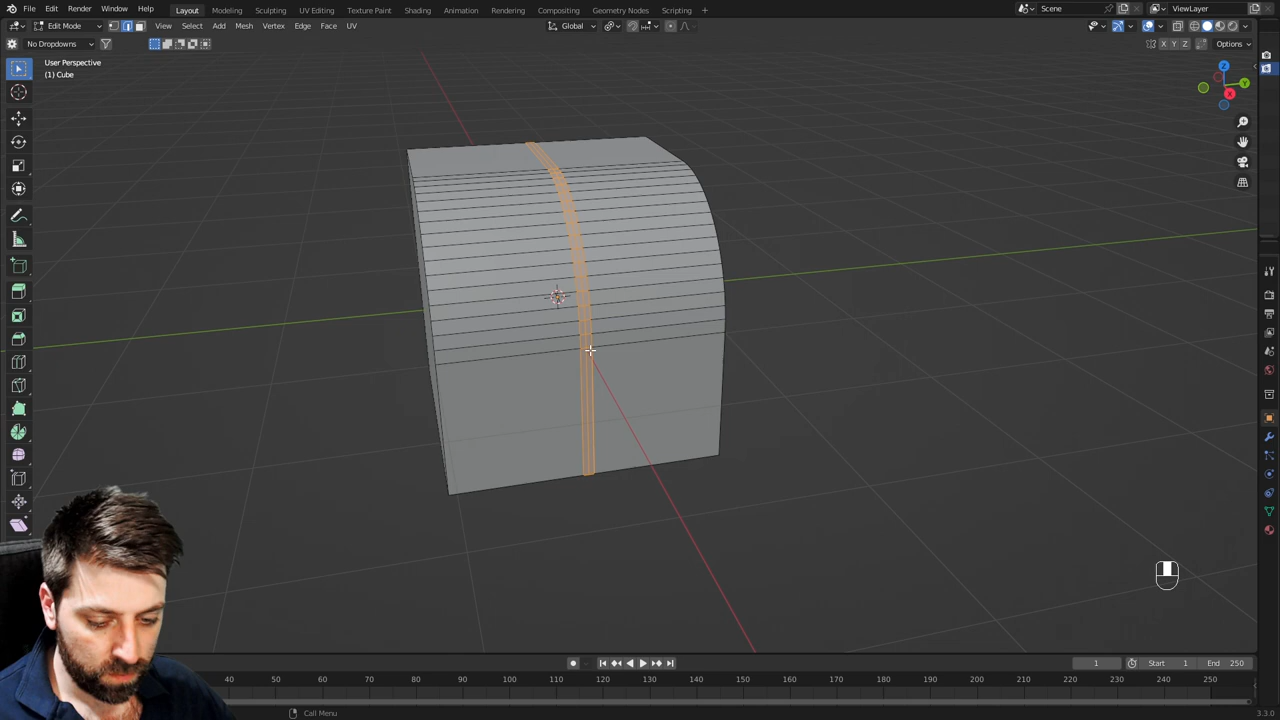 File Edit Render Window Help Layout Modeling Sculpting UV Editing Texture Paint Shading Animation Rendering Compositing Geometry Nodes Scripting + Scene ViewLayer
Edit Mode View Select Add Mesh Vertex Edge Face UV Global
No Dropdowns X Y Z Options
User Perspective
(1) Cube
Z
Y
X
1 Start 1 End 250
40 50 60 70 80 90 100 110 120 130 140 150 160 170 180 190 200 210 220 230 240 250
Call Menu 3.3.0